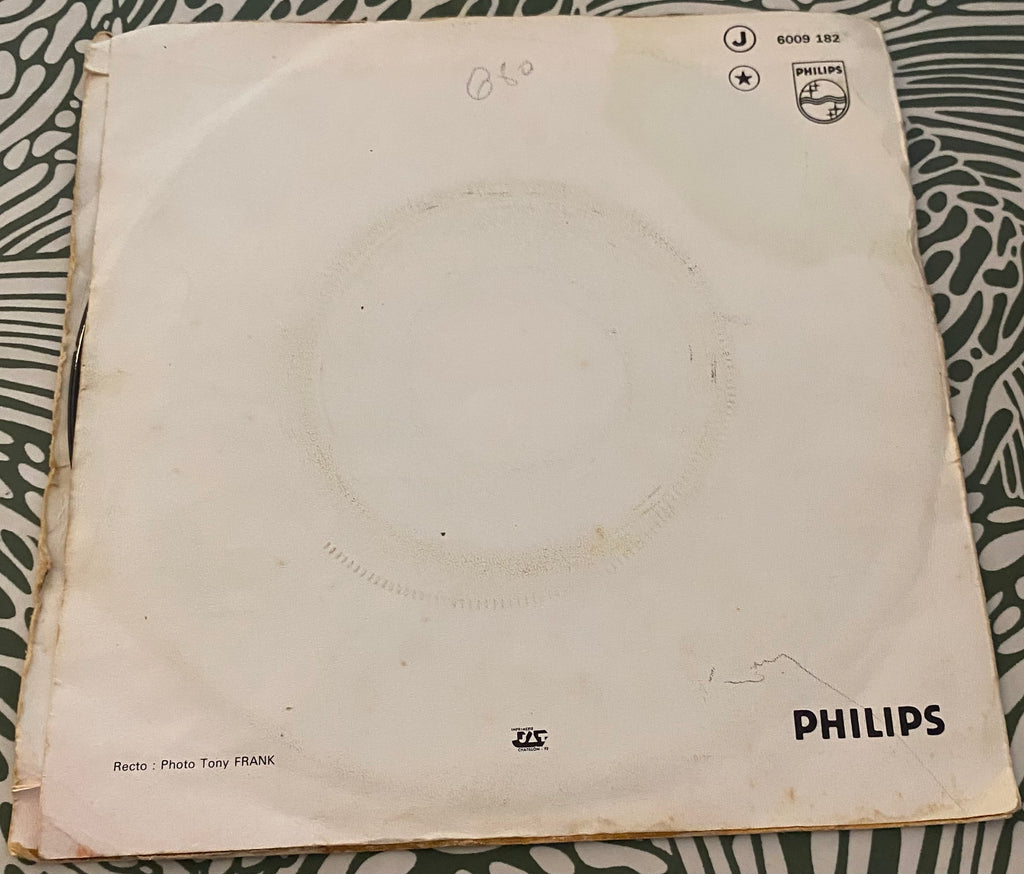 J 6009 182
PHILIPS
Recto : Photo Tony FRANK
PHILIPS